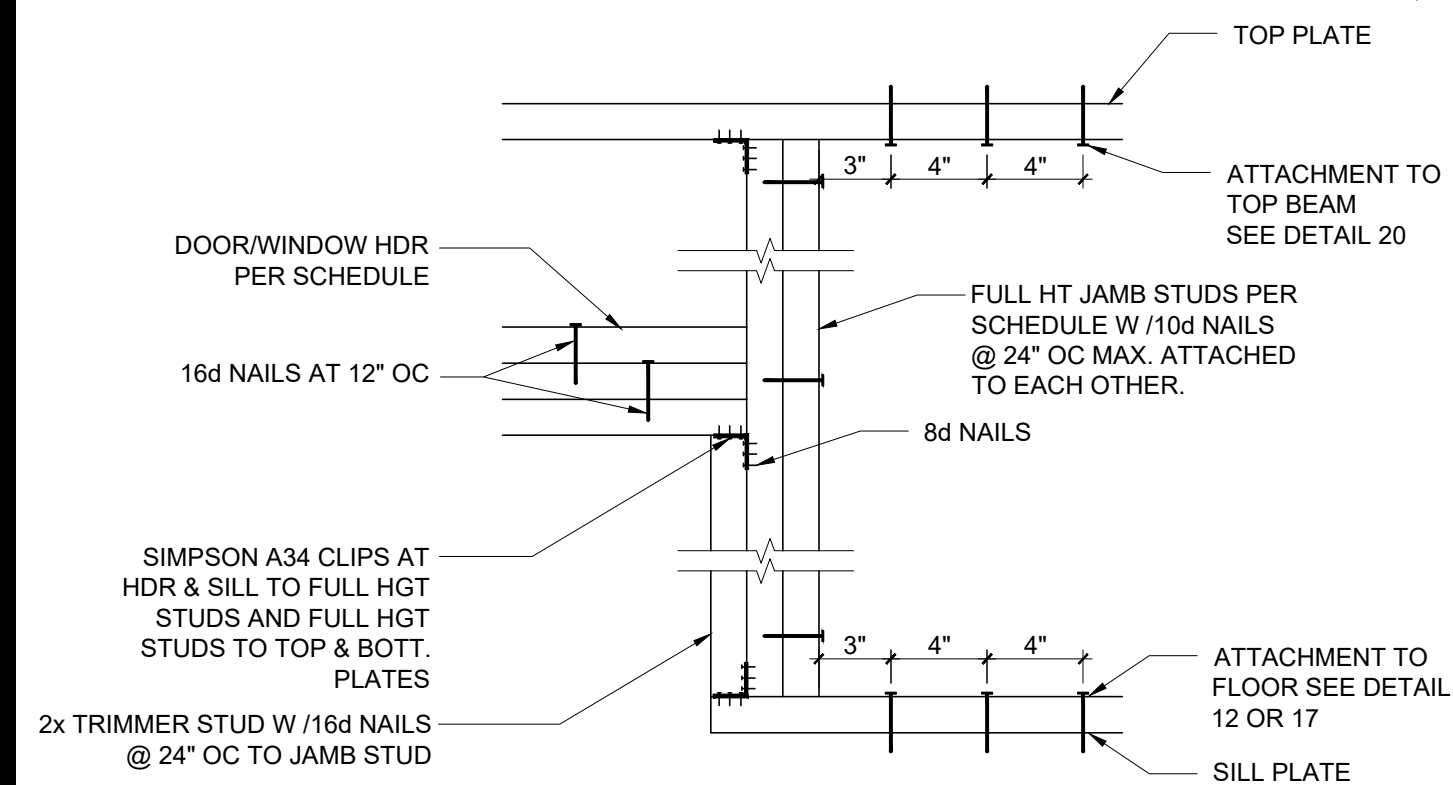 TOP PLATE
3" 4" 4"
ATTACHMENT TO
TOP BEAM
SEE DETAIL 20
DOOR/WINDOW HDR
PER SCHEDULE
FULL HT JAMB STUDS PER
SCHEDULE W /10d NAILS
@ 24" OC MAX. ATTACHED
TO EACH OTHER.
16d NAILS AT 12" OC
8d NAILS
SIMPSON A34 CLIPS AT
HDR & SILL TO FULL HGT
STUDS AND FULL HGT
STUDS TO TOP & BOTT.
PLATES
3" 4" 4"
ATTACHMENT TO
FLOOR SEE DETAIL
12 OR 17
2x TRIMMER STUD W /16d NAILS
@ 24" OC TO JAMB STUD
SILL PLATE